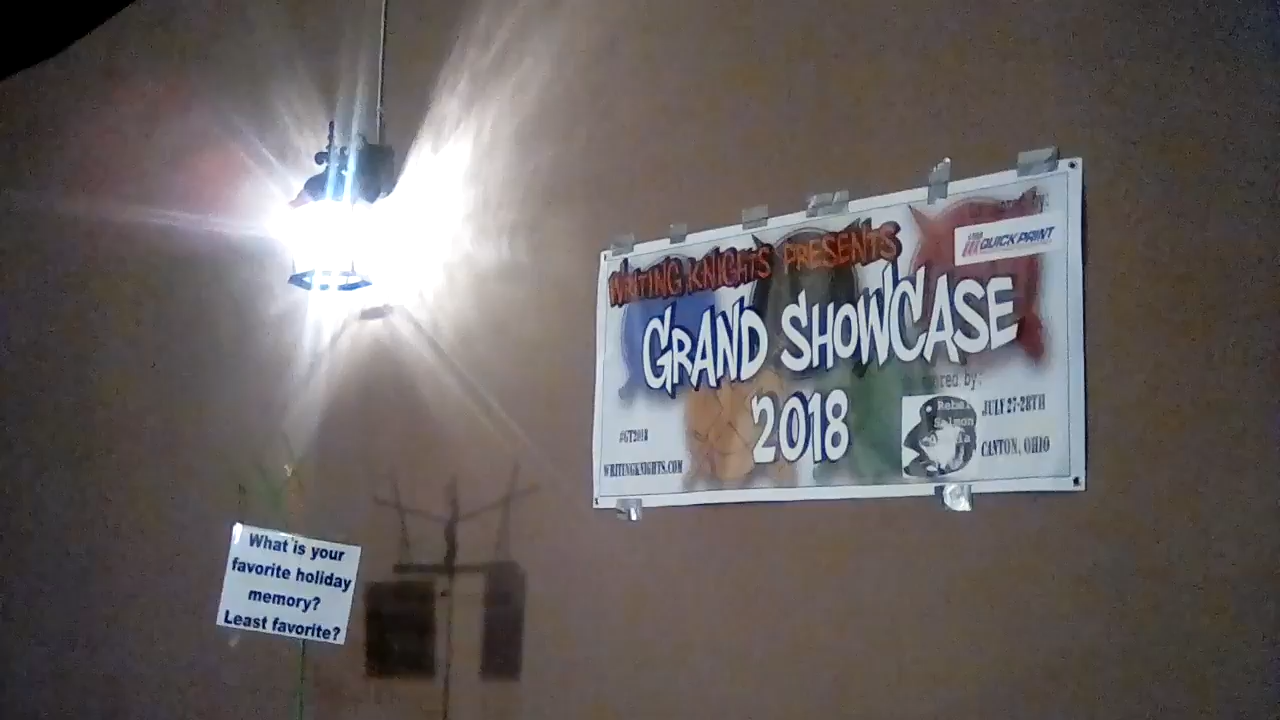 WRITING KNIGHTS PRESENTS
QUICK PRINT
GRAND SHOWCASE
2018
by:
#GT2018
WRITINGKNIGHTS.COM
JULY 27-28TH
CANTON, OHIO
What is your
favorite holiday
memory?
Least favorite?